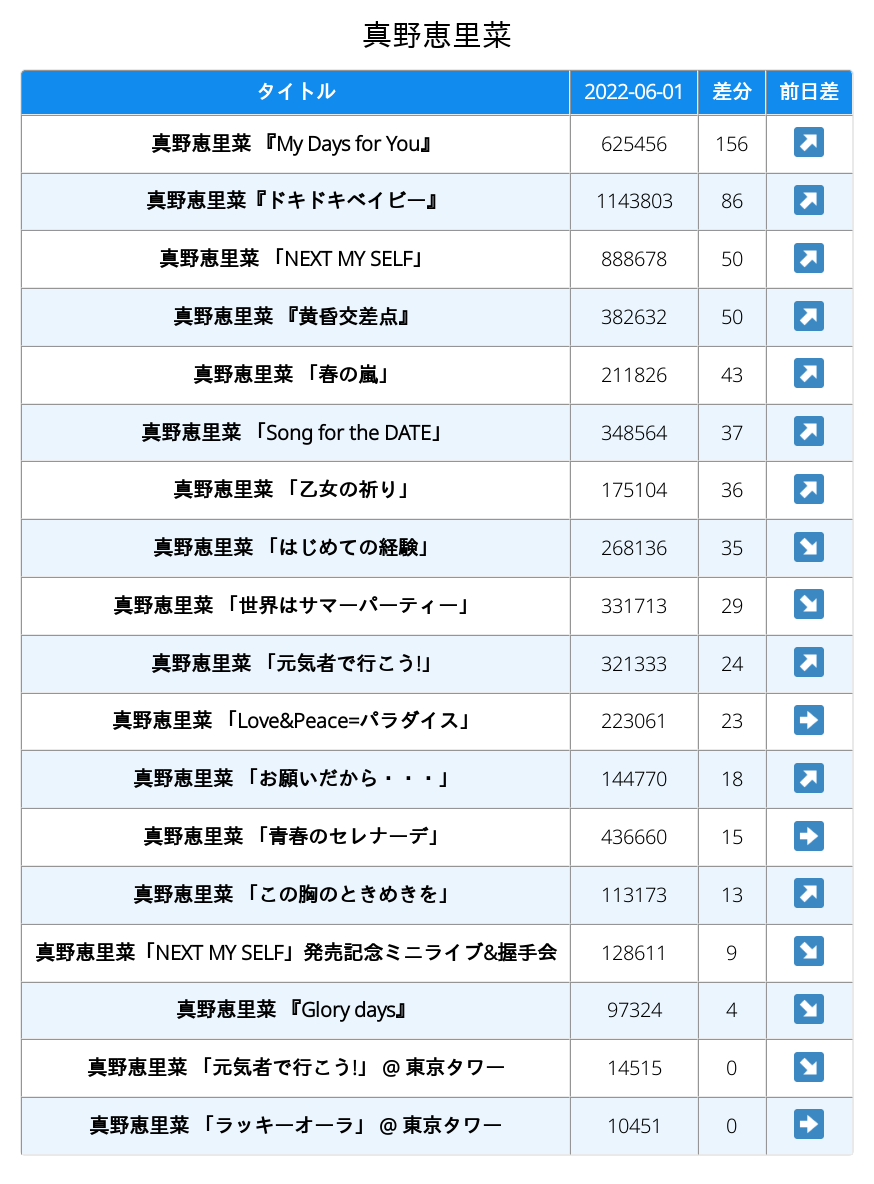 真野恵里菜
タイトル 2022-06-01 差分 前日差
真野恵里菜 『My Days for You』 625456 156 ↗
真野恵里菜『ドキドキベイビー』 1143803 86 ↗
真野恵里菜 「NEXT MY SELF」 888678 50 ↗
真野恵里菜 『黄昏交差点』 382632 50 ↗
真野恵里菜 「春の嵐」 211826 43 ↗
真野恵里菜 「Song for the DATE」 348564 37 ↗
真野恵里菜 「乙女の祈り」 175104 36 ↗
真野恵里菜 「はじめての経験」 268136 35 ↘
真野恵里菜 「世界はサマーパーティー」 331713 29 ↘
真野恵里菜 「元気者で行こう!」 321333 24 ↗
真野恵里菜 「Love&Peace=パラダイス」 223061 23 ➡
真野恵里菜 「お願いだから・・・」 144770 18 ↗
真野恵里菜 「青春のセレナーデ」 436660 15 ➡
真野恵里菜 「この胸のときめきを」 113173 13 ↗
真野恵里菜「NEXT MY SELF」発売記念ミニライブ&握手会 128611 9 ↘
真野恵里菜 『Glory days』 97324 4 ↘
真野恵里菜 「元気者で行こう!」 @ 東京タワー 14515 0 ↘
真野恵里菜 「ラッキーオーラ」 @ 東京タワー 10451 0 ➡